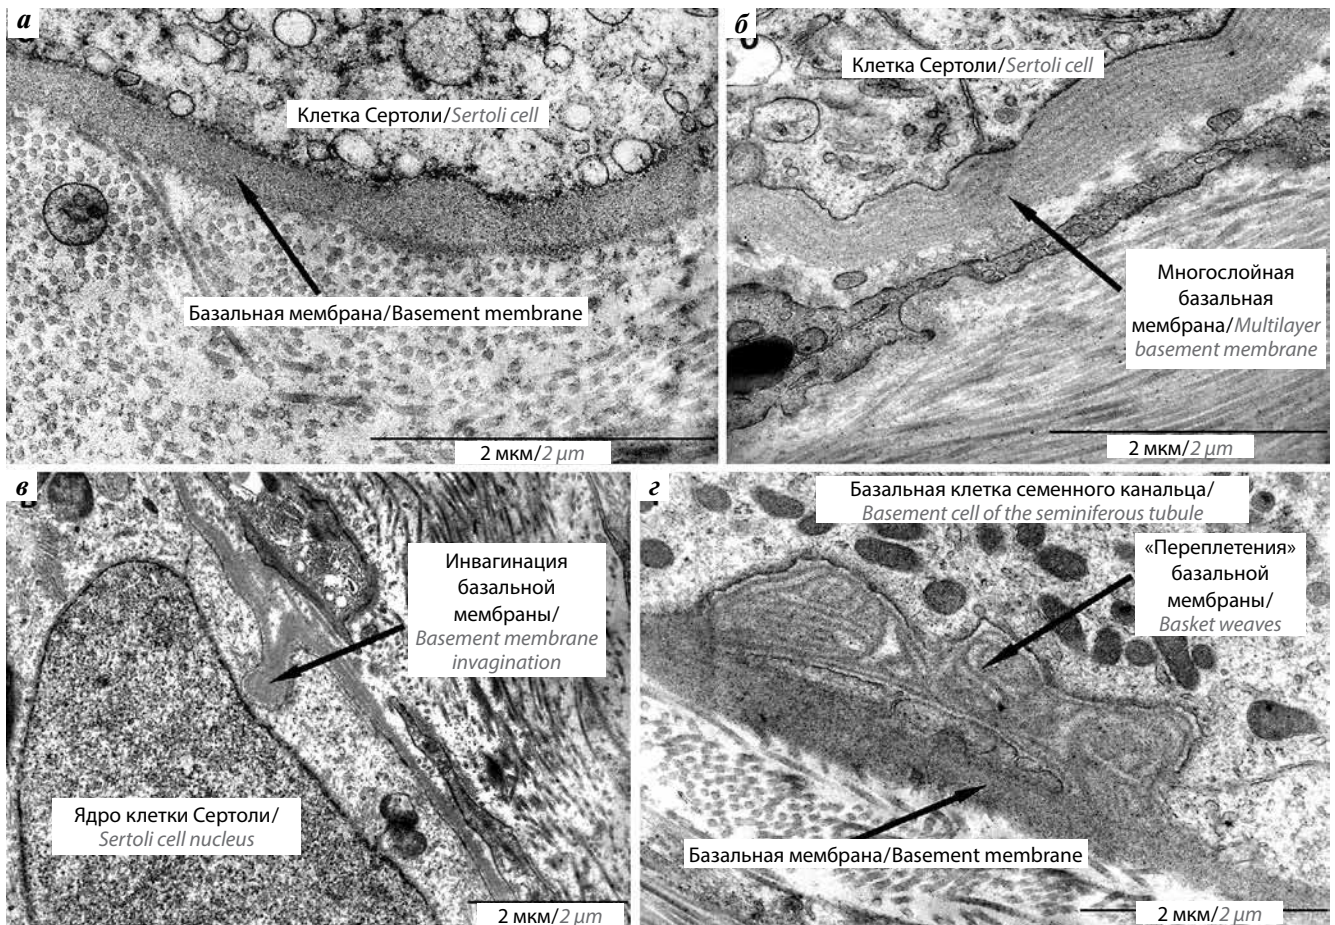 а
Клетка Сертоли/Sertoli cell
Базальная мембрана/Basement membrane
2 мкм/2 µm
б
Клетка Сертоли/Sertoli cell
Многослойная
базальная
мембрана/Multilayer
basement membrane
2 мкм/2 µm
в
Инвагинация
базальной
мембраны/
Basement membrane
invagination
Ядро клетки Сертоли/
Sertoli cell nucleus
2 мкм/2 µm
г
Базальная клетка семенного канальца/
Basement cell of the seminiferous tubule
«Переплетения»
базальной
мембраны/
Basket weaves
Базальная мембрана/Basement membrane
2 мкм/2 µm